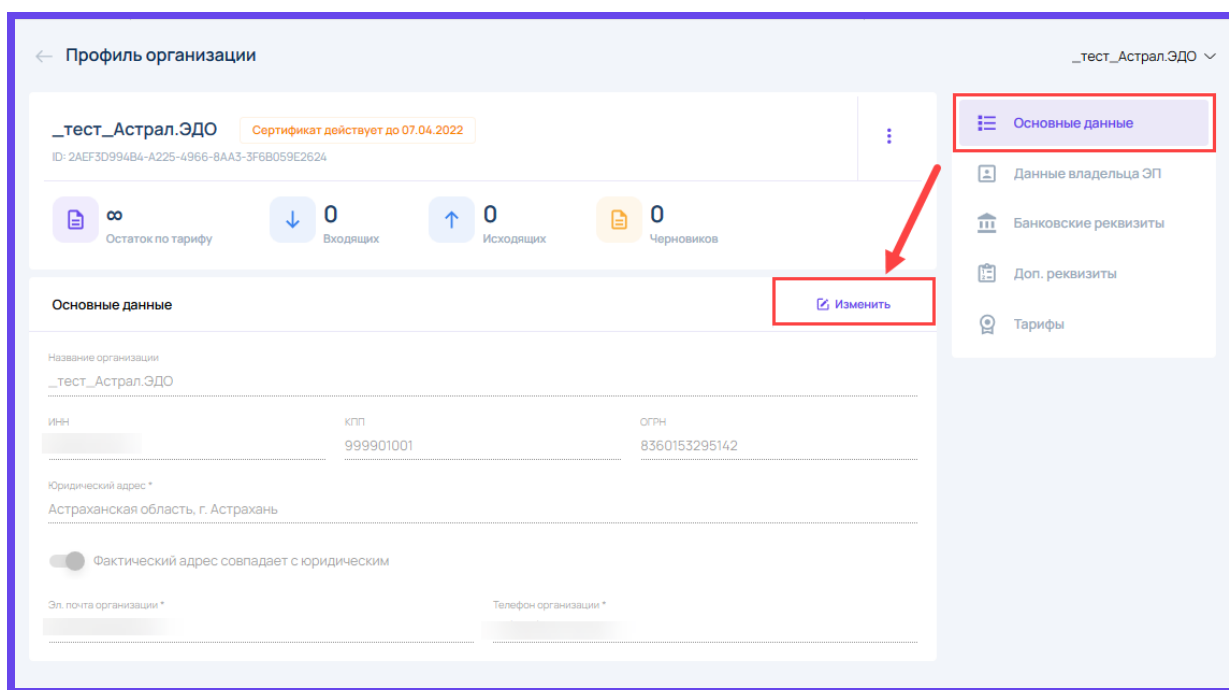 Профиль организации
_тест_Астрал.ЭДО
_тест_Астрал.ЭДО
Сертификат действует до 07.04.2022
ID: 2AEF3D994B4-A225-4966-8AA3-3F6B059E2624
∞
Остаток по тарифу
0
Входящих
0
Исходящих
0
Черновиков
Основные данные
Данные владельца ЭП
Банковские реквизиты
Доп. реквизиты
Тарифы
Основные данные
Изменить
Название организации
_тест_Астрал.ЭДО
ИНН КПП ОГРН
999901001 8360153295142
Юридический адрес *
Астраханская область, г. Астрахань
Фактический адрес совпадает с юридическим
Эл. почта организации * Телефон организации *